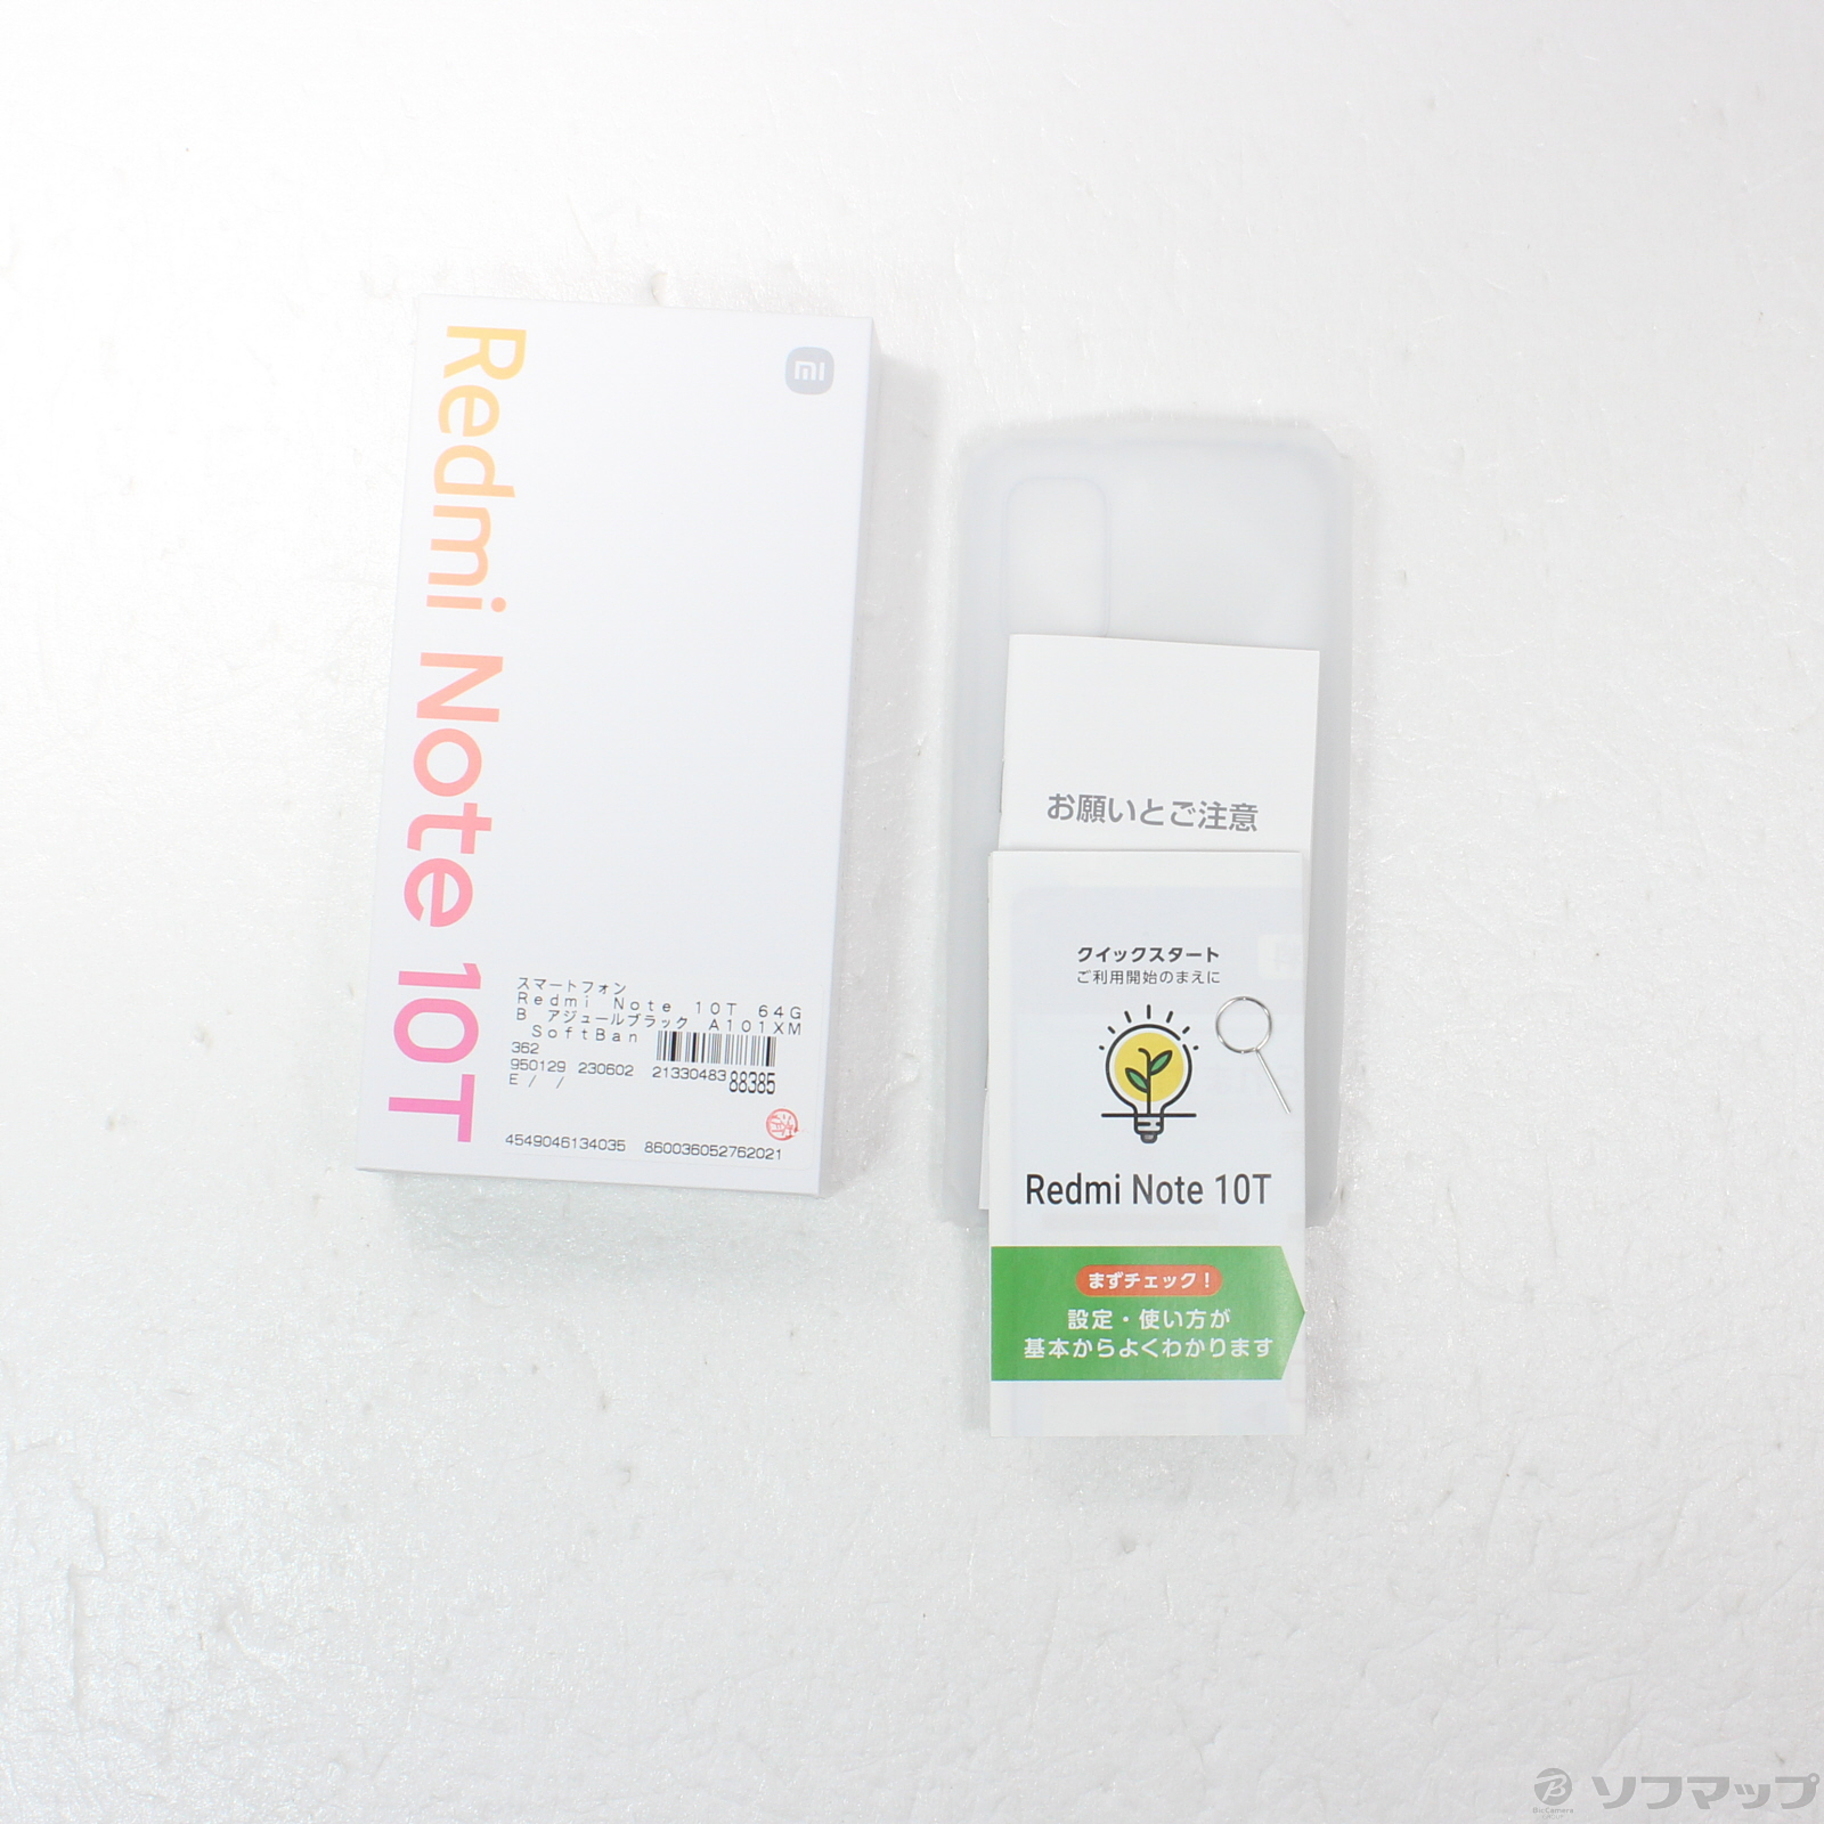 Redmi Note 10T
mi
スマートフォン
Redmi Note 10T 64G
B アジュールブラック A101XM
SoftBan
362
950129 230602 2133048388385
E / /
4549046134035 860036052762021
お願いとご注意
クイックスタート
ご利用開始のまえに
Redmi Note 10T
まずチェック！
設定・使い方が
基本からよくわかります
BicCamera
ソフマップ